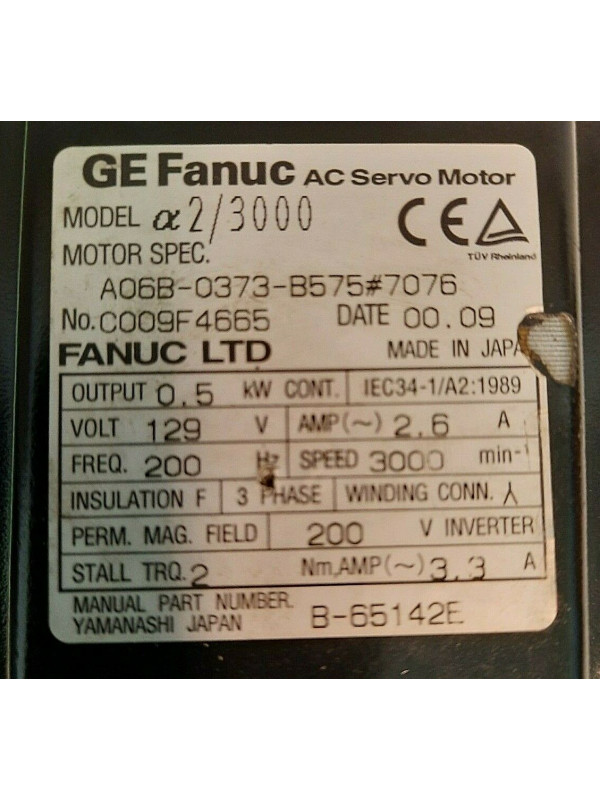 GE Fanuc AC Servo Motor
MODEL α2/3000
CE
TÜV Rheinland
MOTOR SPEC.
A06B-0373-B575#7076
No.C009F4665 DATE 00.09
FANUC LTD MADE IN JAPA
OUTPUT 0.5 kW CONT. IEC34-1/A2:1989
VOLT 129 V AMP(~) 2.6 A
FREQ. 200 Hz SPEED 3000 min-1
INSULATION F 3 PHASE WINDING CONN. 人
PERM. MAG. FIELD 200 V INVERTER
STALL TRQ. 2 Nm, AMP(~) 3.3 A
MANUAL PART NUMBER.
YAMANASHI JAPAN B-65142E